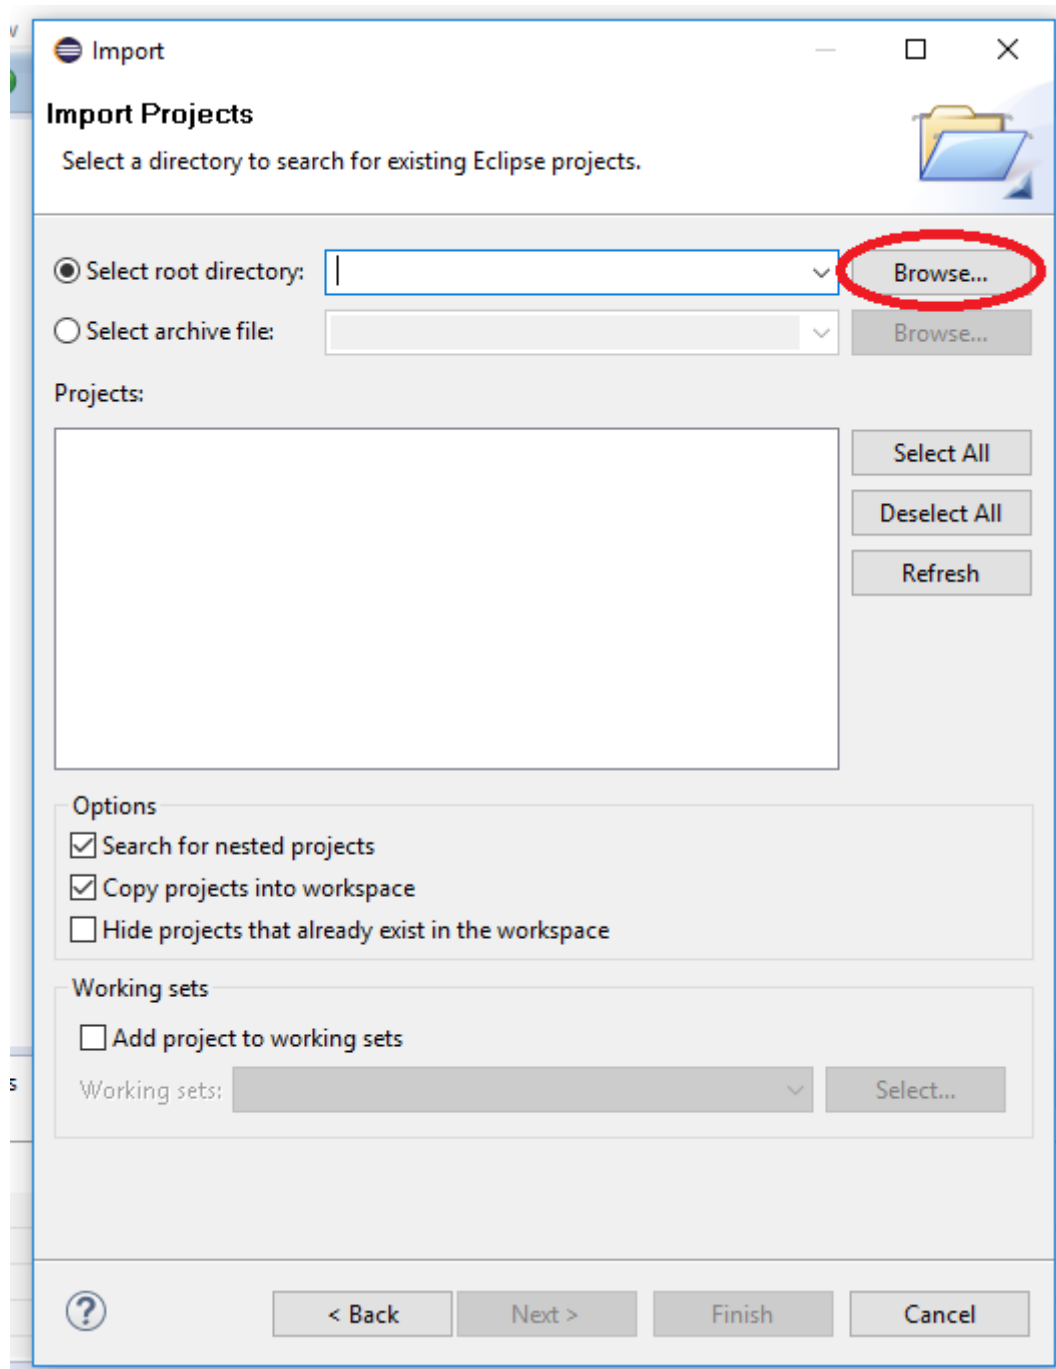 Import
Import Projects
Select a directory to search for existing Eclipse projects.
Select root directory: Browse...
Select archive file: Browse...
Projects:
Select All
Deselect All
Refresh
Options
Search for nested projects
Copy projects into workspace
Hide projects that already exist in the workspace
Working sets
Add project to working sets
s
Working sets: Select...
? < Back Next > Finish Cancel